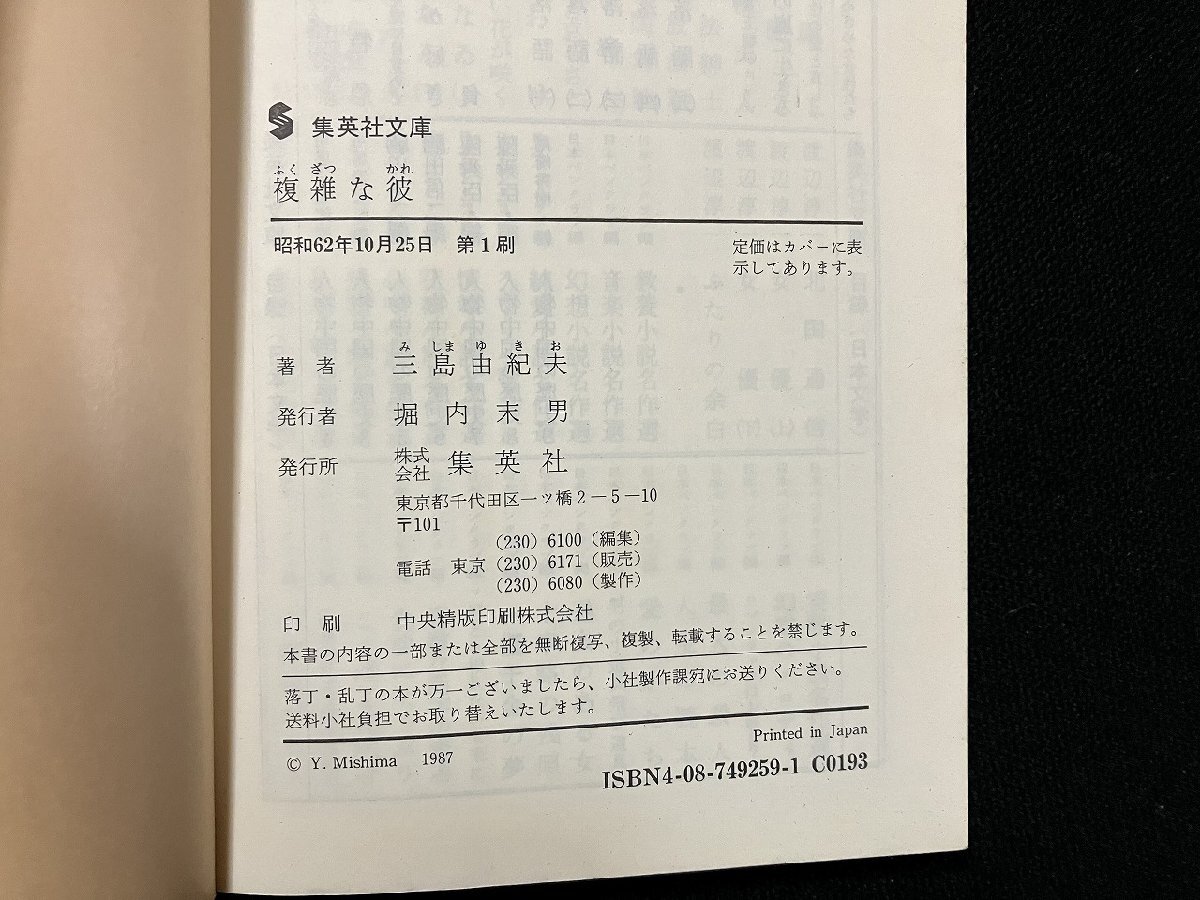 集英社文庫
ふく ざつ かれ
複雑な彼
昭和62年10月25日 第1刷
定価はカバーに表
示してあります。
み しま ゆ き お
著者 三島由紀夫
発行者 堀内末男
発行所 株式会社 集英社
東京都千代田区一ツ橋2-5-10
〒101
(230) 6100 (編集)
電話 東京 (230) 6171 (販売)
(230) 6080 (製作)
印刷 中央精版印刷株式会社
本書の内容の一部または全部を無断複写、複製、転載することを禁じます。
落丁・乱丁の本が万一ございましたら、小社製作課宛にお送りください。
送料小社負担でお取り替えいたします。
Printed in Japan
© Y. Mishima 1987
ISBN4-08-749259-1 C0193